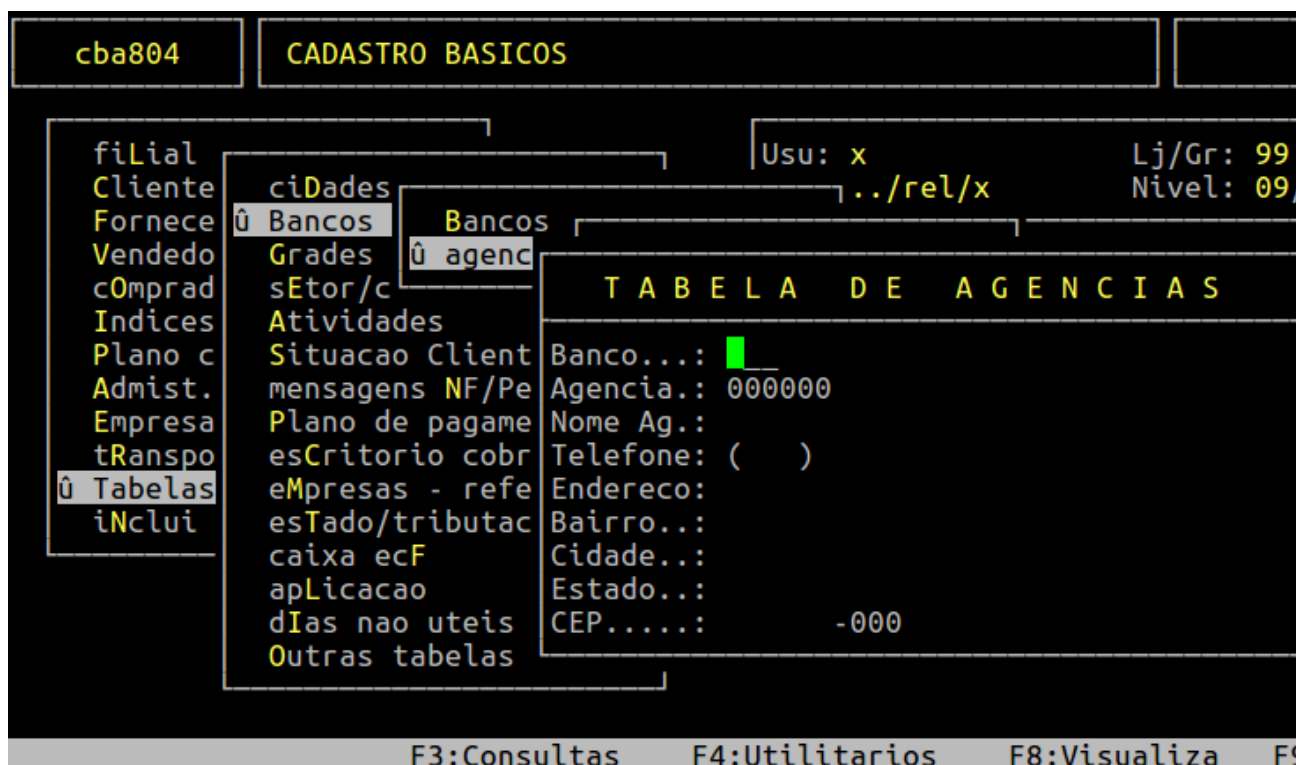 cba804 CADASTRO BASICOS
fiLial Usu: x Lj/Gr: 99
Cliente ciDades ../rel/x Nivel: 09/
Fornece û Bancos Bancos
Vendedo Grades û agenc
cOmprad sEtor/c T A B E L A D E A G E N C I A S
Indices Atividades
Plano c Situacao Client Banco...: __
Admist. mensagens NF/Pe Agencia.: 000000
Empresa Plano de pagame Nome Ag.:
tRanspo esCritorio cobr Telefone: ( )
û Tabelas eMpresas - refe Endereco:
iNclui esTado/tributac Bairro..:
caixa ecF Cidade..:
apLicacao Estado..:
dIas nao uteis CEP.....: -000
Outras tabelas
F3:Consultas F4:Utilitarios F8:Visualiza F9